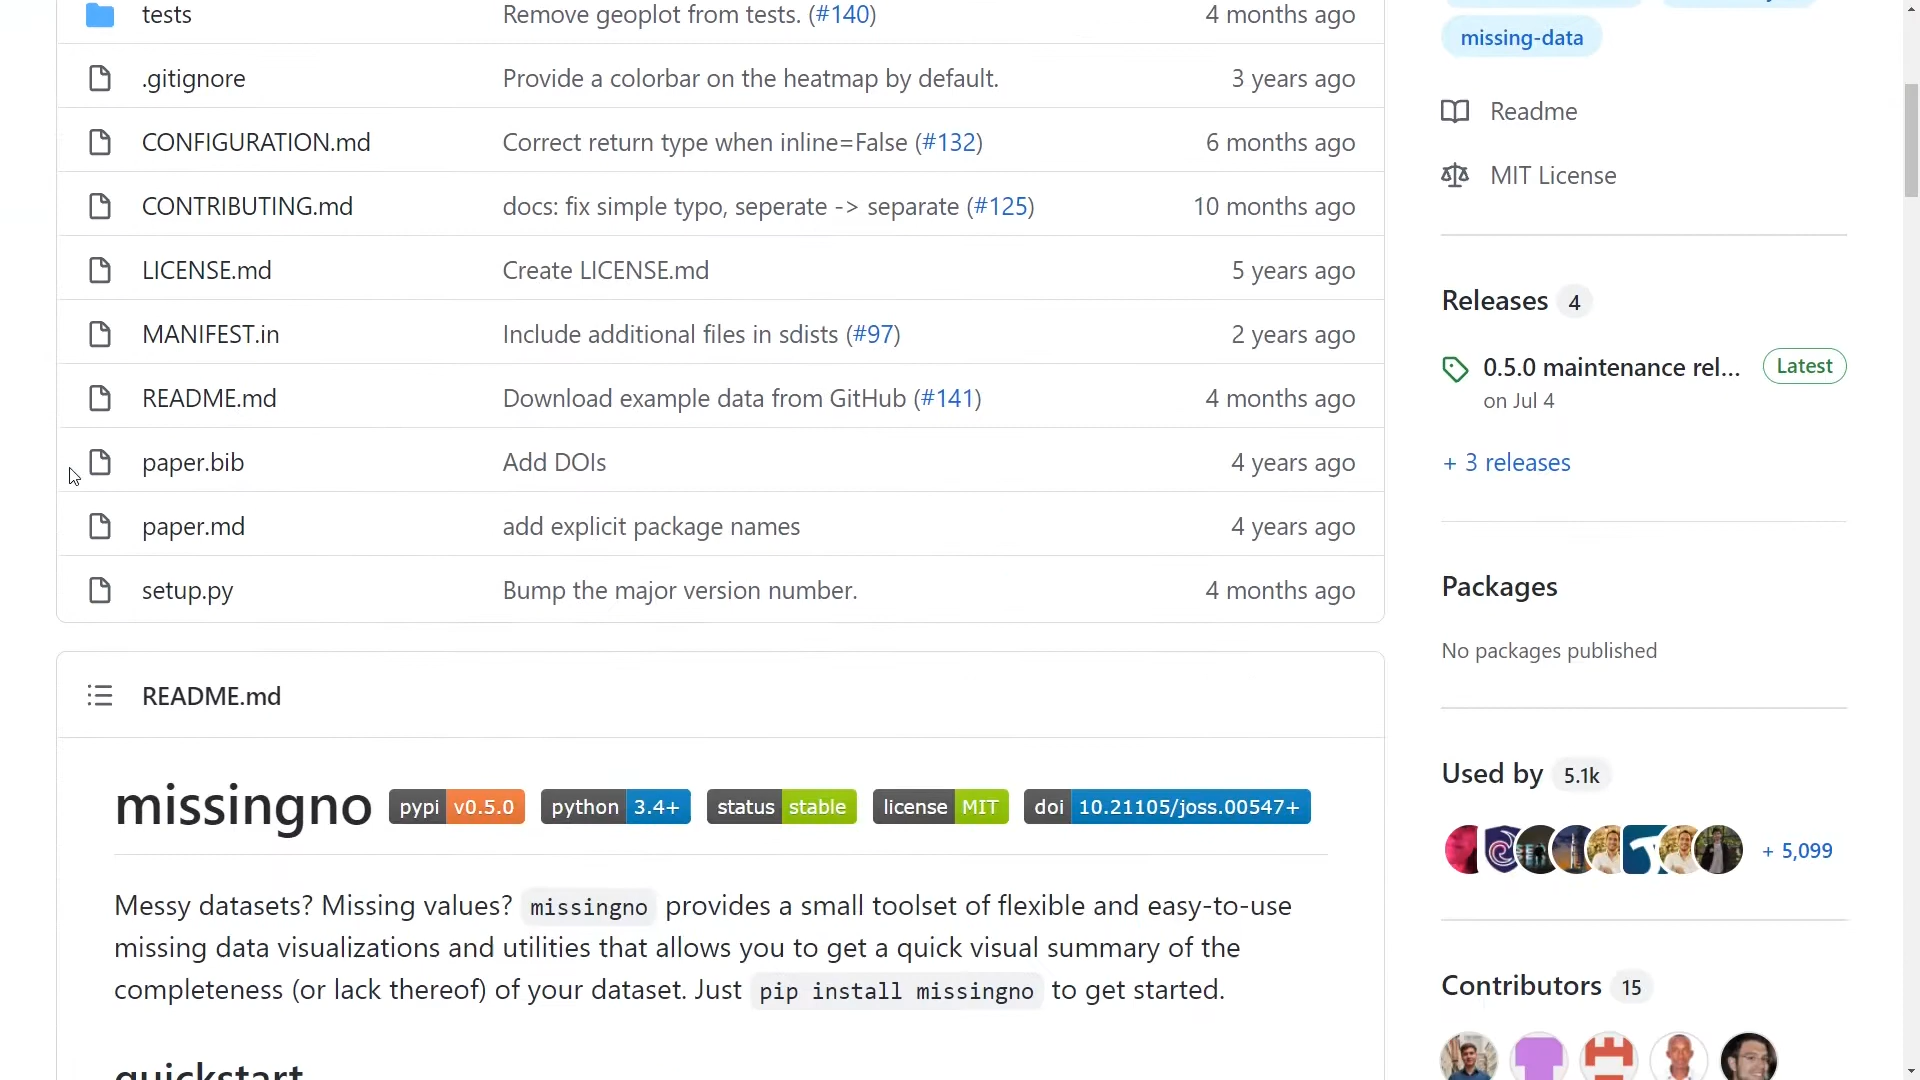 tests Remove geoplot from tests. (#140) 4 months ago
.gitignore Provide a colorbar on the heatmap by default. 3 years ago
CONFIGURATION.md Correct return type when inline=False (#132) 6 months ago
CONTRIBUTING.md docs: fix simple typo, seperate -> separate (#125) 10 months ago
LICENSE.md Create LICENSE.md 5 years ago
MANIFEST.in Include additional files in sdists (#97) 2 years ago
README.md Download example data from GitHub (#141) 4 months ago
paper.bib Add DOIs 4 years ago
paper.md add explicit package names 4 years ago
setup.py Bump the major version number. 4 months ago
README.md
missingno pypi v0.5.0 python 3.4+ status stable license MIT doi 10.21105/joss.00547+
Messy datasets? Missing values? missingno provides a small toolset of flexible and easy-to-use
missing data visualizations and utilities that allows you to get a quick visual summary of the
completeness (or lack thereof) of your dataset. Just pip install missingno to get started.
quickstart
missing-data
Readme
MIT License
Releases 4
0.5.0 maintenance rel... Latest
on Jul 4
+ 3 releases
Packages
No packages published
Used by 5.1k
+ 5,099
Contributors 15